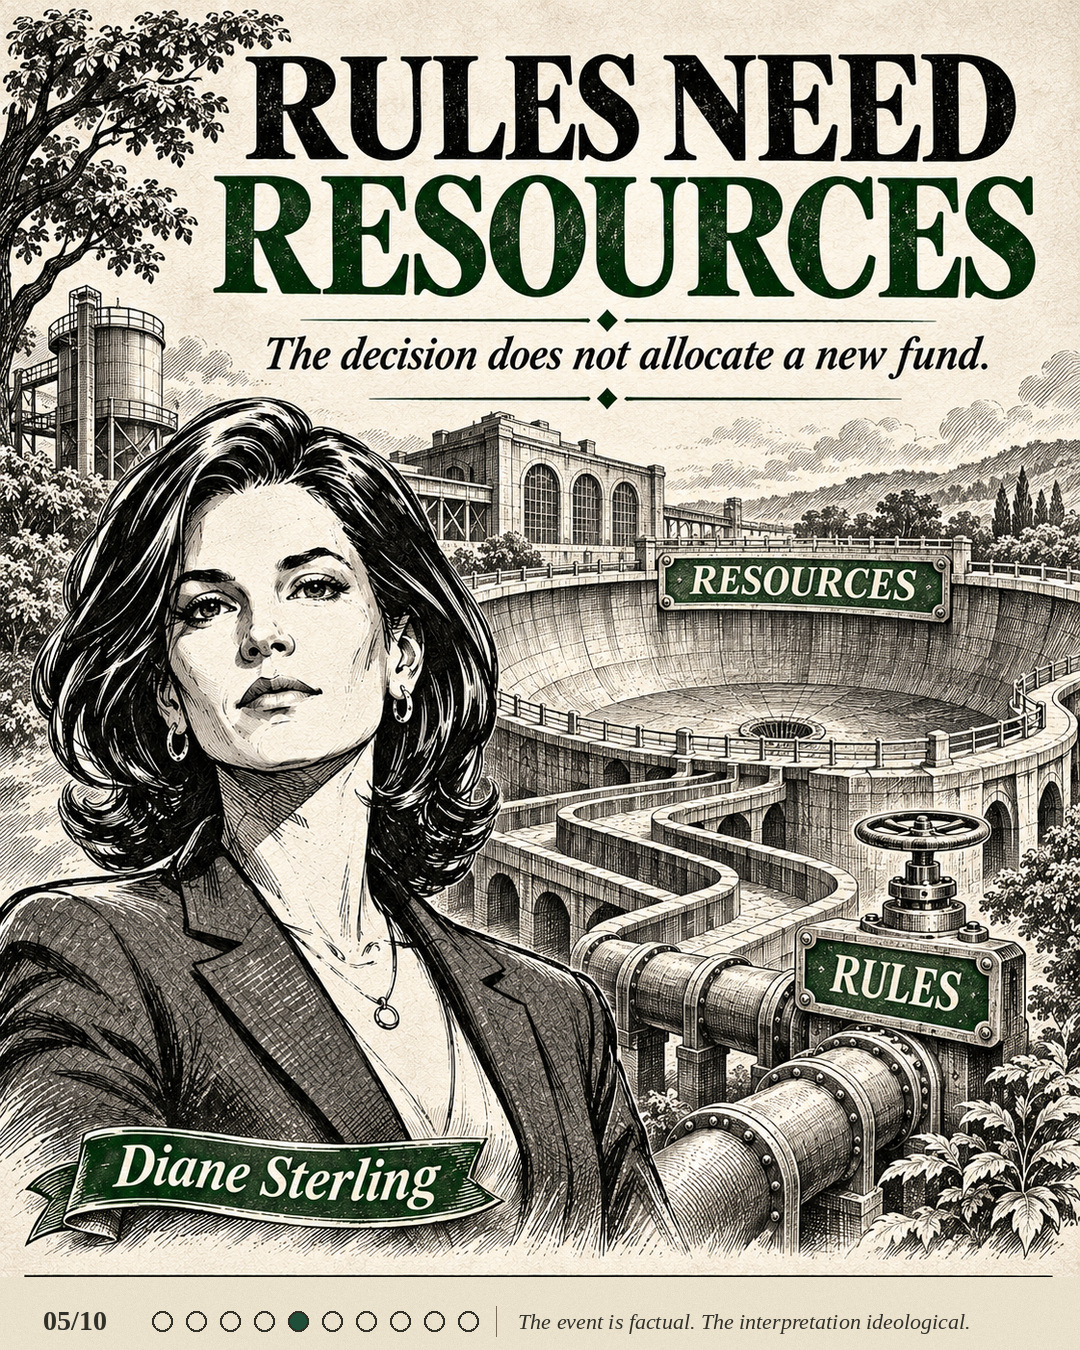 RULES NEED
RESOURCES
The decision does not allocate a new fund.
RESOURCES
RULES
Diane Sterling
05/10
The event is factual. The interpretation ideological.